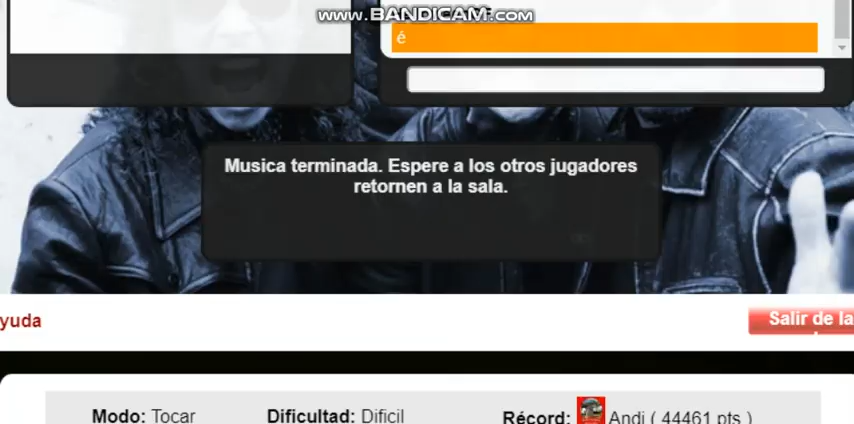 www.BANDICAM.com
é
Musica terminada. Espere a los otros jugadores
retornen a la sala.
yuda
Salir de la
Modo: Tocar Dificultad: Dificil Récord: Andi ( 44461 pts )